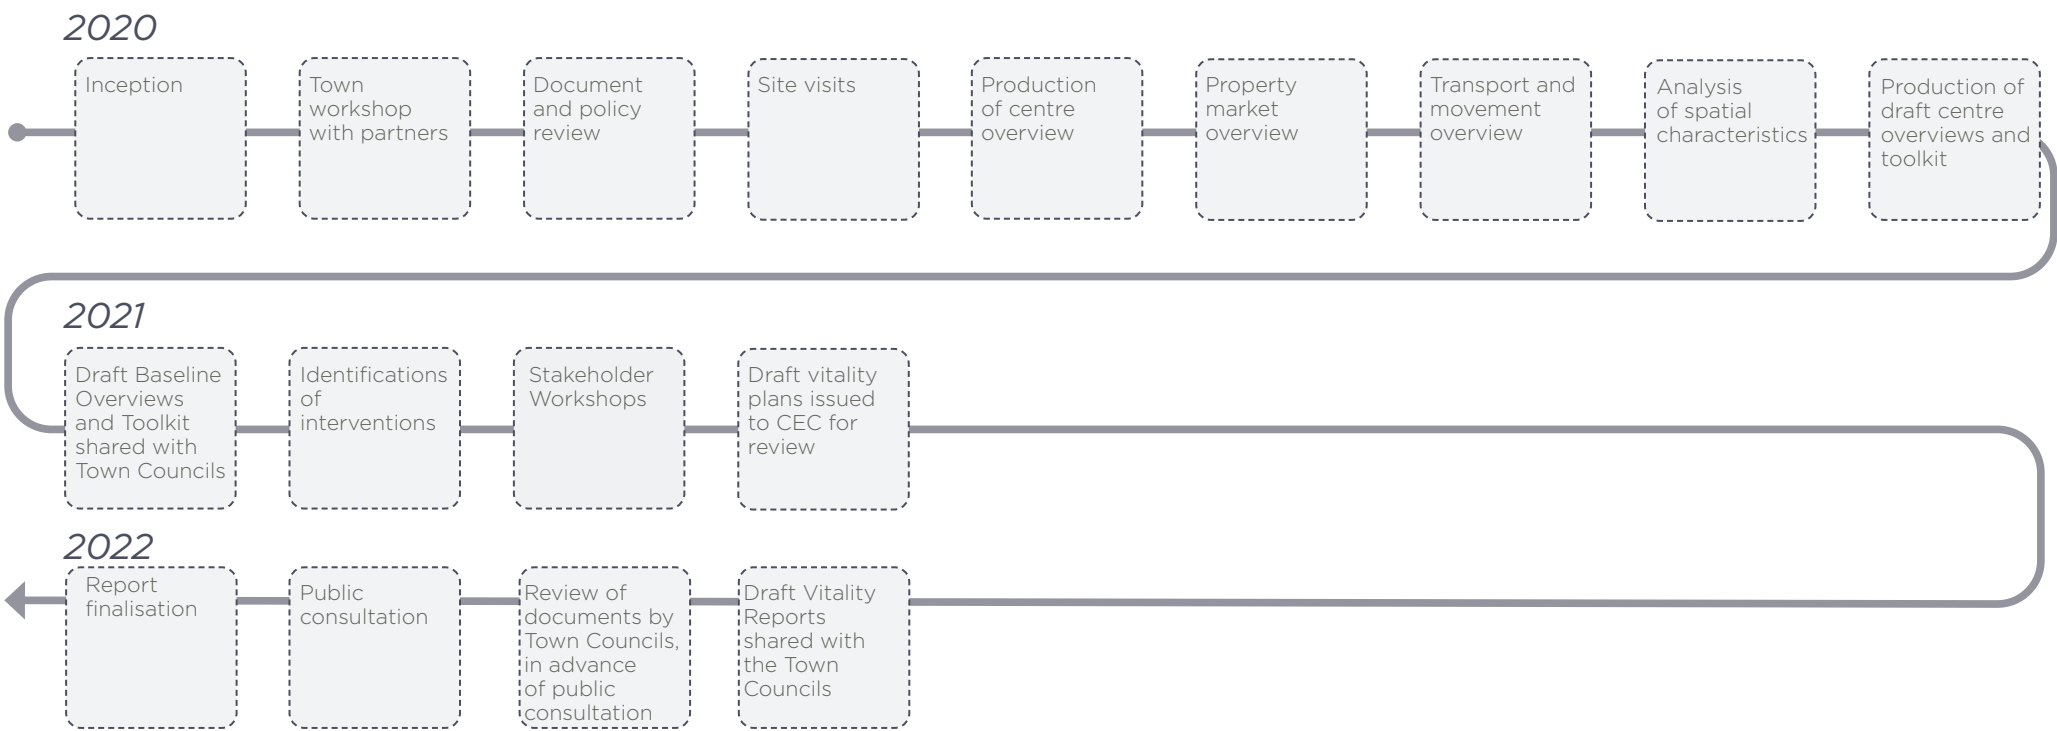 2020
Inception
Town
workshop
with partners
Document
and policy
review
Site visits
Production
of centre
overview
Property
market
overview
Transport and
movement
overview
Analysis
of spatial
characteristics
Production of
draft centre
overviews and
toolkit
2021
Draft Baseline
Overviews
and Toolkit
shared with
Town Councils
Identifications
of
interventions
Stakeholder
Workshops
Draft vitality
plans issued
to CEC for
review
2022
Report
finalisation
Public
consultation
Review of
documents by
Town Councils,
in advance
of public
consultation
Draft Vitality
Reports
shared with
the Town
Councils